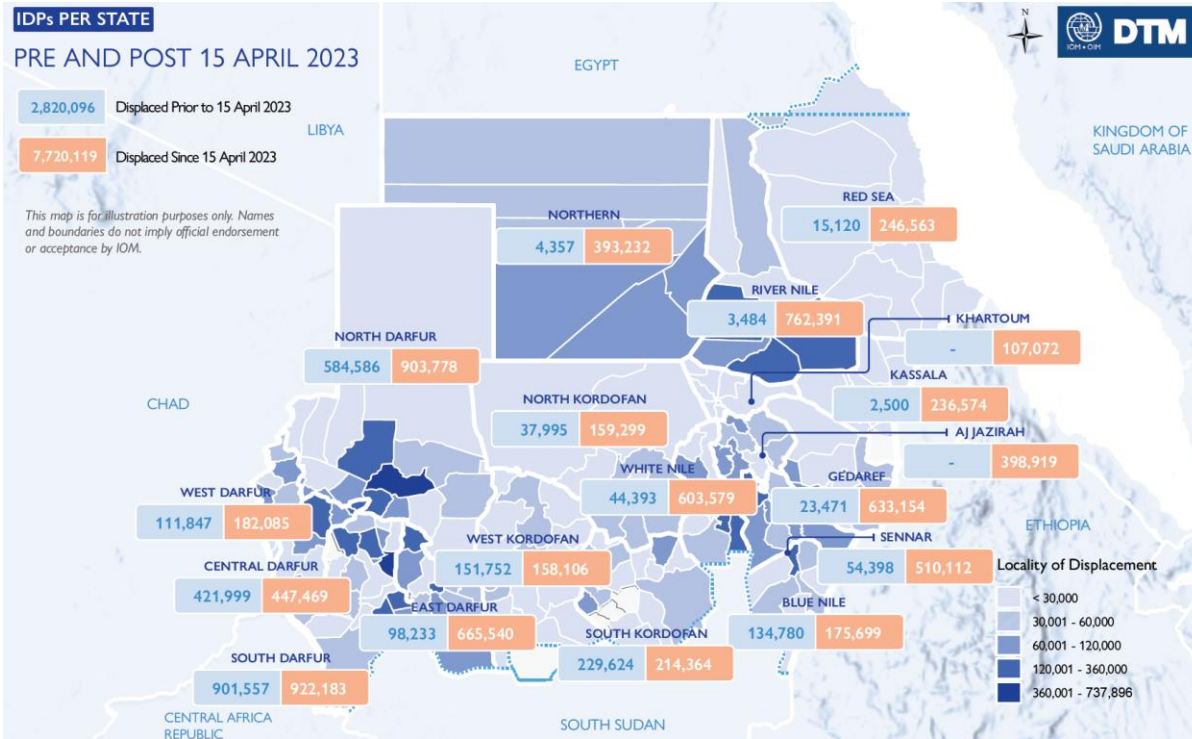 IDPs PER STATE
PRE AND POST 15 APRIL 2023
2,820,096 Displaced Prior to 15 April 2023
7,720,119 Displaced Since 15 April 2023
This map is for illustration purposes only. Names
and boundaries do not imply official endorsement
or acceptance by IOM.
N
IOM • OIM
DTM
EGYPT
LIBYA
KINGDOM OF
SAUDI ARABIA
RED SEA
15,120 246,563
NORTHERN
4,357 393,232
RIVER NILE
3,484 762,391
KHARTOUM
- 107,072
NORTH DARFUR
584,586 903,778
KASSALA
2,500 236,574
CHAD
NORTH KORDOFAN
37,995 159,299
AJ JAZIRAH
- 398,919
WHITE NILE
44,393 603,579
GEDAREF
23,471 633,154
WEST DARFUR
111,847 182,085
ETHIOPIA
SENNAR
54,398 510,112
WEST KORDOFAN
151,752 158,106
CENTRAL DARFUR
421,999 447,469
EAST DARFUR
98,233 665,540
BLUE NILE
134,780 175,699
SOUTH KORDOFAN
229,624 214,364
SOUTH DARFUR
901,557 922,183
CENTRAL AFRICA
REPUBLIC
SOUTH SUDAN
Locality of Displacement
< 30,000
30,001 - 60,000
60,001 - 120,000
120,001 - 360,000
360,001 - 737,896